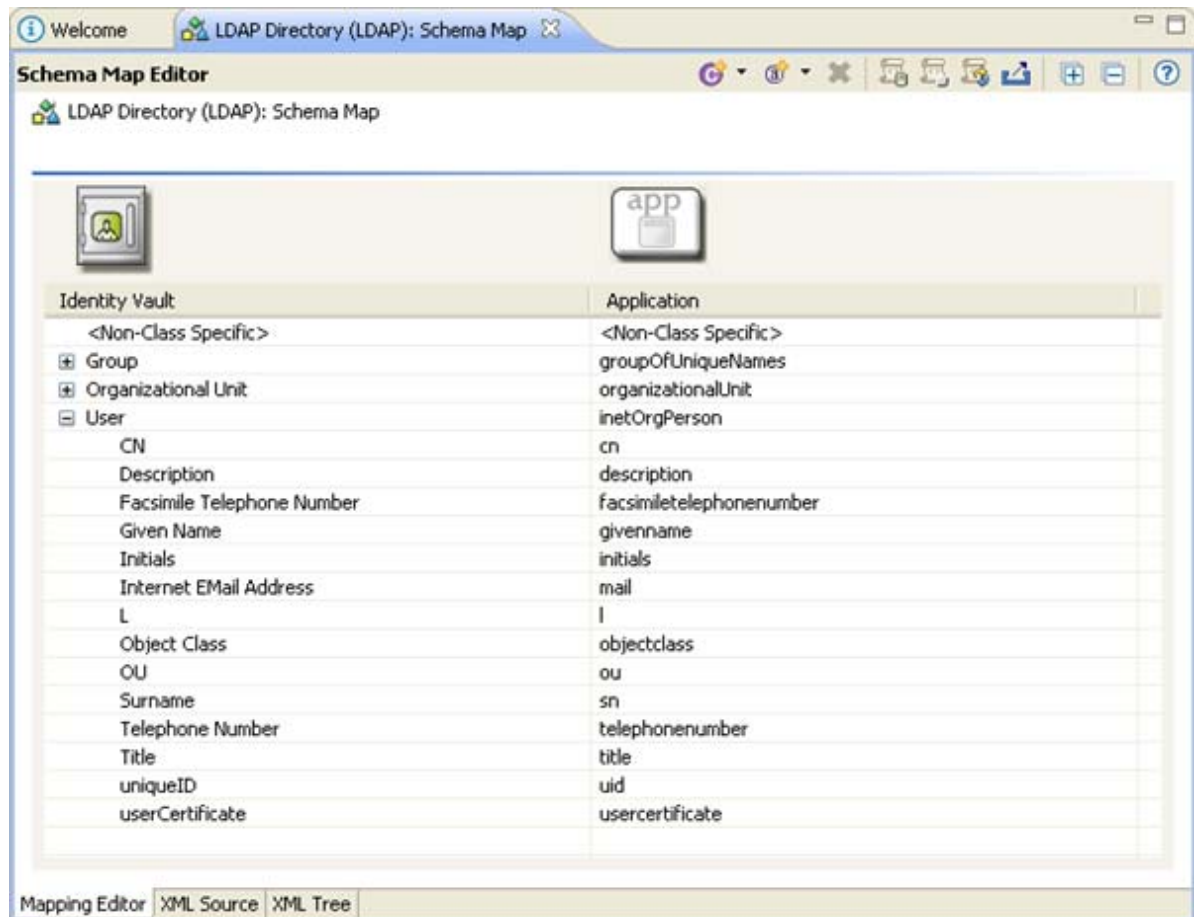 Welcome LDAP Directory (LDAP): Schema Map
Schema Map Editor
LDAP Directory (LDAP): Schema Map
app
Identity Vault Application
<Non-Class Specific> <Non-Class Specific>
Group groupOfUniqueNames
Organizational Unit organizationalUnit
User inetOrgPerson
CN cn
Description description
Facsimile Telephone Number facsimiletelephonenumber
Given Name givenname
Initials initials
Internet EMail Address mail
L l
Object Class objectclass
OU ou
Surname sn
Telephone Number telephonenumber
Title title
uniqueID uid
userCertificate usercertificate
Mapping Editor XML Source XML Tree